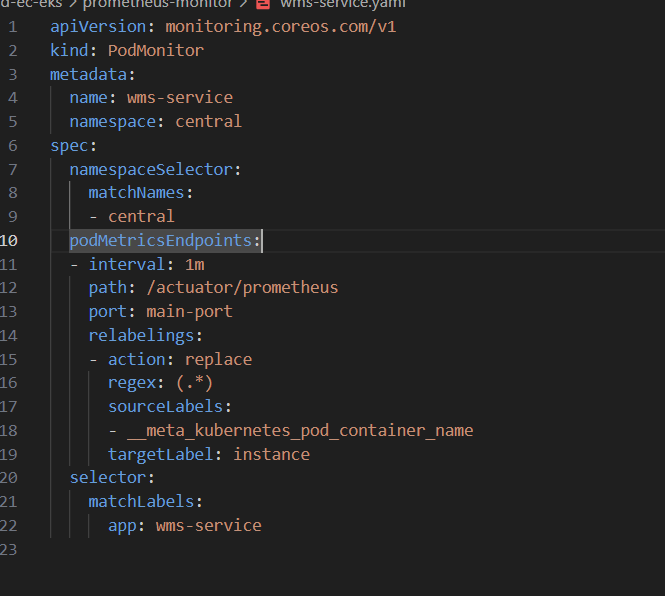 d-ec-eks > prometheus-monitor > wms-service.yaml
1 apiVersion: monitoring.coreos.com/v1
2 kind: PodMonitor
3 metadata:
4   name: wms-service
5   namespace: central
6 spec:
7   namespaceSelector:
8     matchNames:
9     - central
10   podMetricsEndpoints:
11   - interval: 1m
12     path: /actuator/prometheus
13     port: main-port
14     relabelings:
15     - action: replace
16       regex: (.*)
17       sourceLabels:
18       - __meta_kubernetes_pod_container_name
19       targetLabel: instance
20   selector:
21     matchLabels:
22       app: wms-service
23